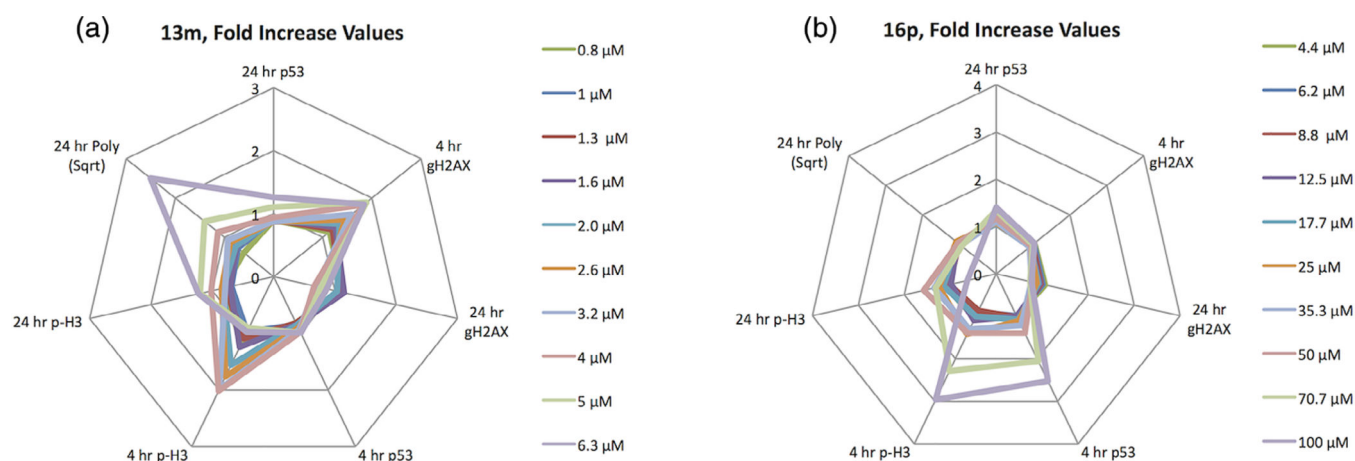 (a)
13m, Fold Increase Values
24 hr p53
3
2
1
0
4 hr
gH2AX
24 hr
gH2AX
4 hr p53
4 hr p-H3
24 hr p-H3
24 hr Poly
(Sqrt)
0.8 µM
1 µM
1.3 µM
1.6 µM
2.0 µM
2.6 µM
3.2 µM
4 µM
5 µM
6.3 µM
(b)
16p, Fold Increase Values
24 hr p53
4
3
2
1
0
4 hr
gH2AX
24 hr
gH2AX
4 hr p53
4 hr p-H3
24 hr p-H3
24 hr Poly
(Sqrt)
4.4 µM
6.2 µM
8.8 µM
12.5 µM
17.7 µM
25 µM
35.3 µM
50 µM
70.7 µM
100 µM